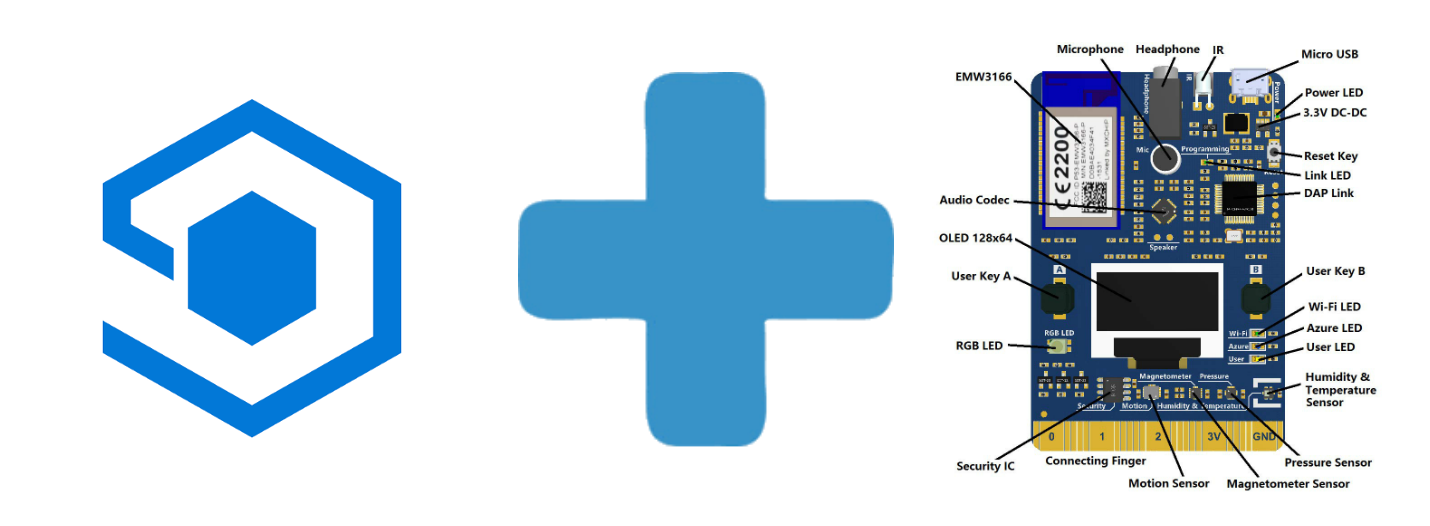 Microphone
Headphone
IR
Micro USB
EMW3166
Power LED
3.3V DC-DC
Reset Key
Link LED
DAP Link
Audio Codec
OLED 128x64
User Key A
User Key B
Wi-Fi LED
Azure LED
User LED
RGB LED
Humidity &
Temperature
Sensor
Security IC
Connecting Finger
Motion Sensor
Magnetometer Sensor
Pressure Sensor
Headphone
IR
Power
CE2200
Mic
Programming
Speaker
A
B
RGB LED
Wi-Fi
Azure
User
Magnetometer
Pressure
Security
Motion
Humidity & Temperature
0
1
2
3V
GND